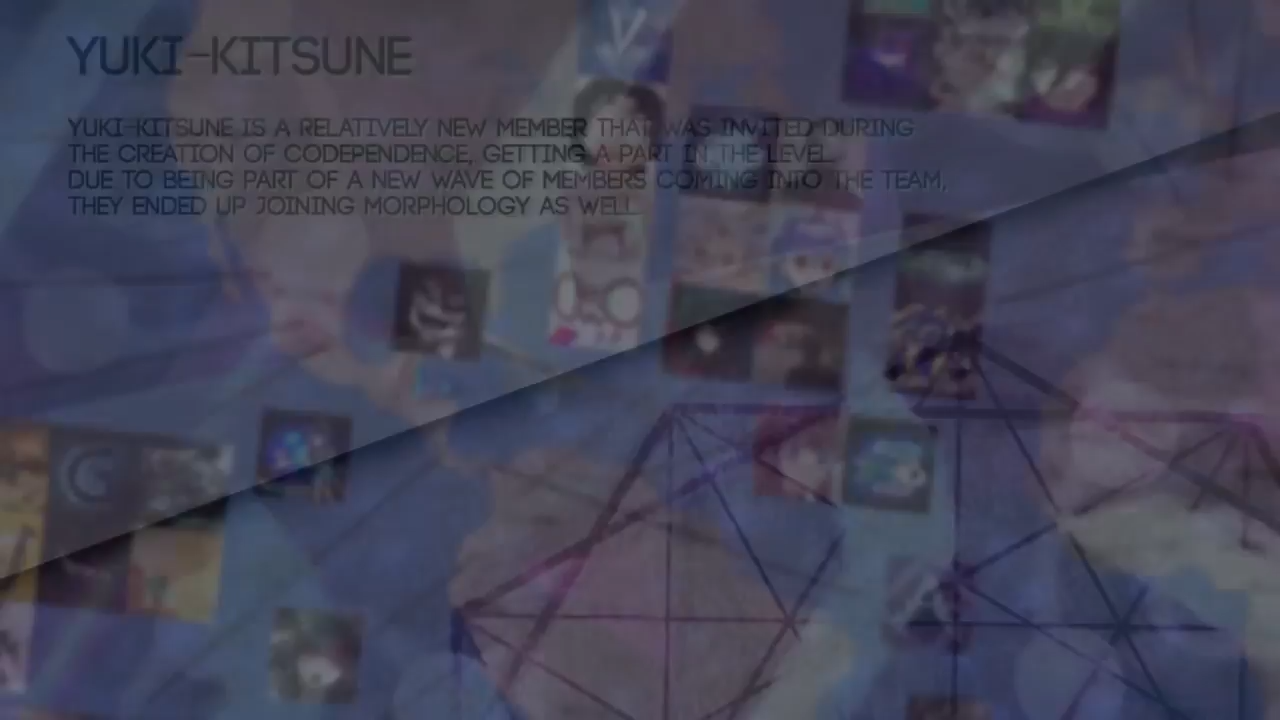 YUKI-KITSUNE
YUKI-KITSUNE IS A RELATIVELY NEW MEMBER THAT WAS INVITED DURING
THE CREATION OF CODEPENDENCE, GETTING A PART IN THE LEVEL.
DUE TO BEING PART OF A NEW WAVE OF MEMBERS COMING INTO THE TEAM,
THEY ENDED UP JOINING MORPHOLOGY AS WELL.